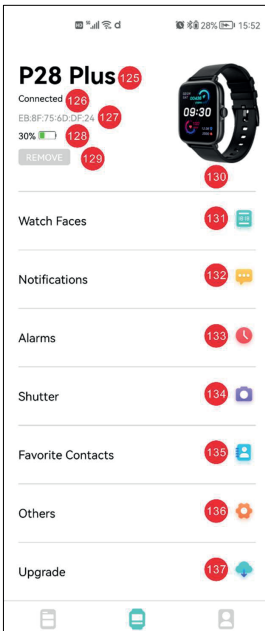 28% 15:52
P28 Plus 125
Connected 126
EB:8F:75:6D:DF:24 127
30% 128
REMOVE 129
09:30
130
Watch Faces 131
Notifications 132
Alarms 133
Shutter 134
Favorite Contacts 135
Others 136
Upgrade 137